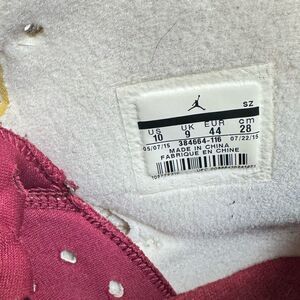 SZ
US UK EUR cm
10 9 44 28
05/07/15 384664-116 07/22/15
MADE IN CHINA
FABRIQUE EN CHINE